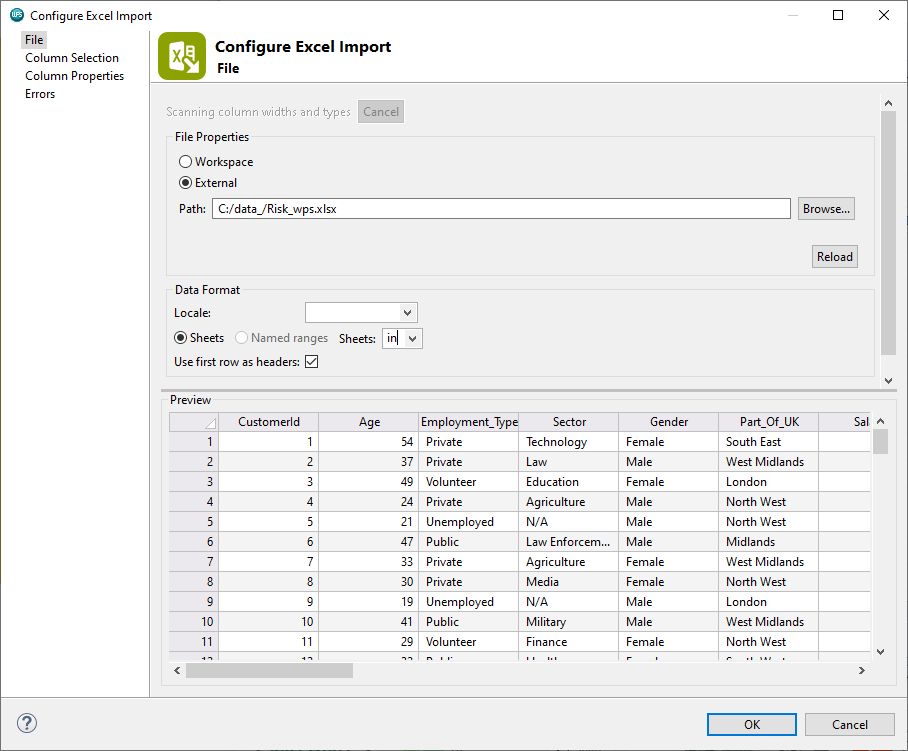 WPS Configure Excel Import
File
Column Selection
Column Properties
Errors
Configure Excel Import
File
Scanning column widths and types Cancel
File Properties
Workspace
External
Path: C:/data_/Risk_wps.xlsx Browse...
Reload
Data Format
Locale:
Sheets Named ranges Sheets: in
Use first row as headers:
Preview
CustomerId Age Employment_Type Sector Gender Part_Of_UK Sal
1 1 54 Private Technology Female South East
2 2 37 Private Law Male West Midlands
3 3 49 Volunteer Education Female London
4 4 24 Private Agriculture Male North West
5 5 21 Unemployed N/A Male North West
6 6 47 Public Law Enforcem... Male Midlands
7 7 33 Private Agriculture Female West Midlands
8 8 30 Private Media Female North West
9 9 19 Unemployed N/A Male London
10 10 41 Public Military Male West Midlands
11 11 29 Volunteer Finance Female North West
? OK Cancel